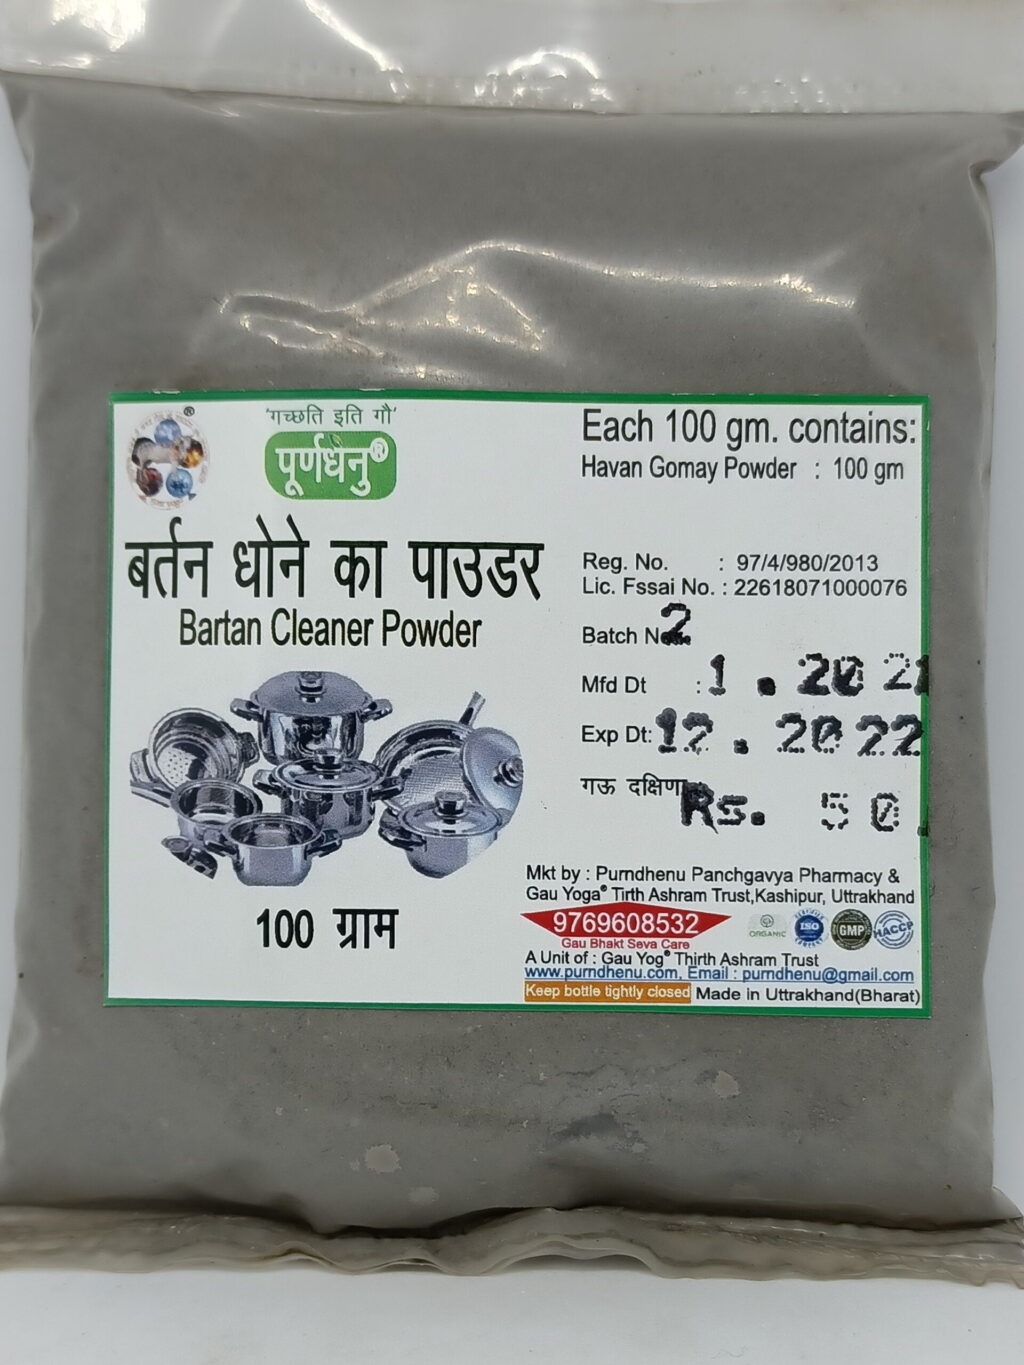 'गच्छति इति गौ'
पूर्णधेनु®
बर्तन धोने का पाउडर
Bartan Cleaner Powder
100 ग्राम
Each 100 gm. contains:
Havan Gomay Powder : 100 gm
Reg. No. : 97/4/980/2013
Lic. Fssai No. : 22618071000076
Batch No 2
Mfd Dt : 1. 2021
Exp Dt: 12. 2022
गऊ दक्षिणा Rs. 50.
Mkt by : Purndhenu Panchgavya Pharmacy &
Gau Yoga® Tirth Ashram Trust,Kashipur, Uttrakhand
9769608532
Gau Bhakt Seva Care
ORGANIC
ISO
GMP
HACCP
A Unit of : Gau Yog® Thirth Ashram Trust
www.purndhenu.com, Email : purndhenu@gmail.com
Keep bottle tightly closed Made in Uttrakhand(Bharat)